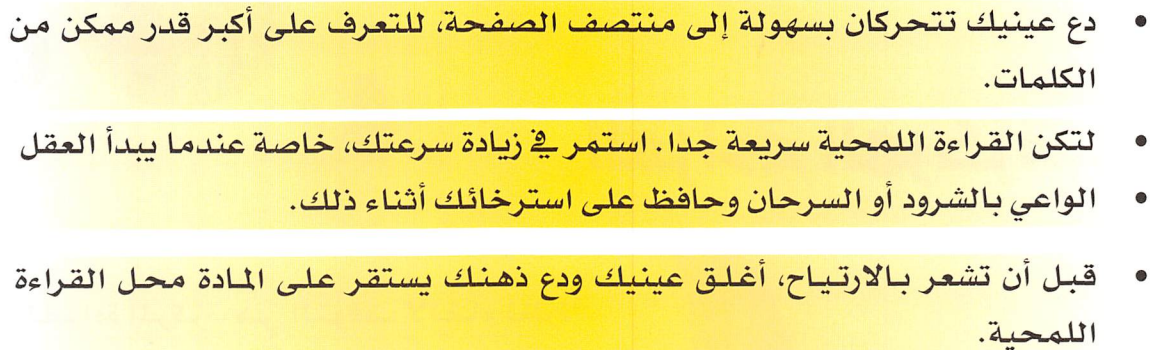 • دع عينيك تتحركان بسهولة إلى منتصف الصفحة، للتعرف على أكبر قدر ممكن من
الكلمات.
• لتكن القراءة اللمحية سريعة جدا. استمر في زيادة سرعتك، خاصة عندما يبدأ العقل
• الواعي بالشرود أو السرحان وحافظ على استرخائك أثناء ذلك.
• قبل أن تشعر بالارتياح، أغلق عينيك ودع ذهنك يستقر على المادة محل القراءة
اللمحية.